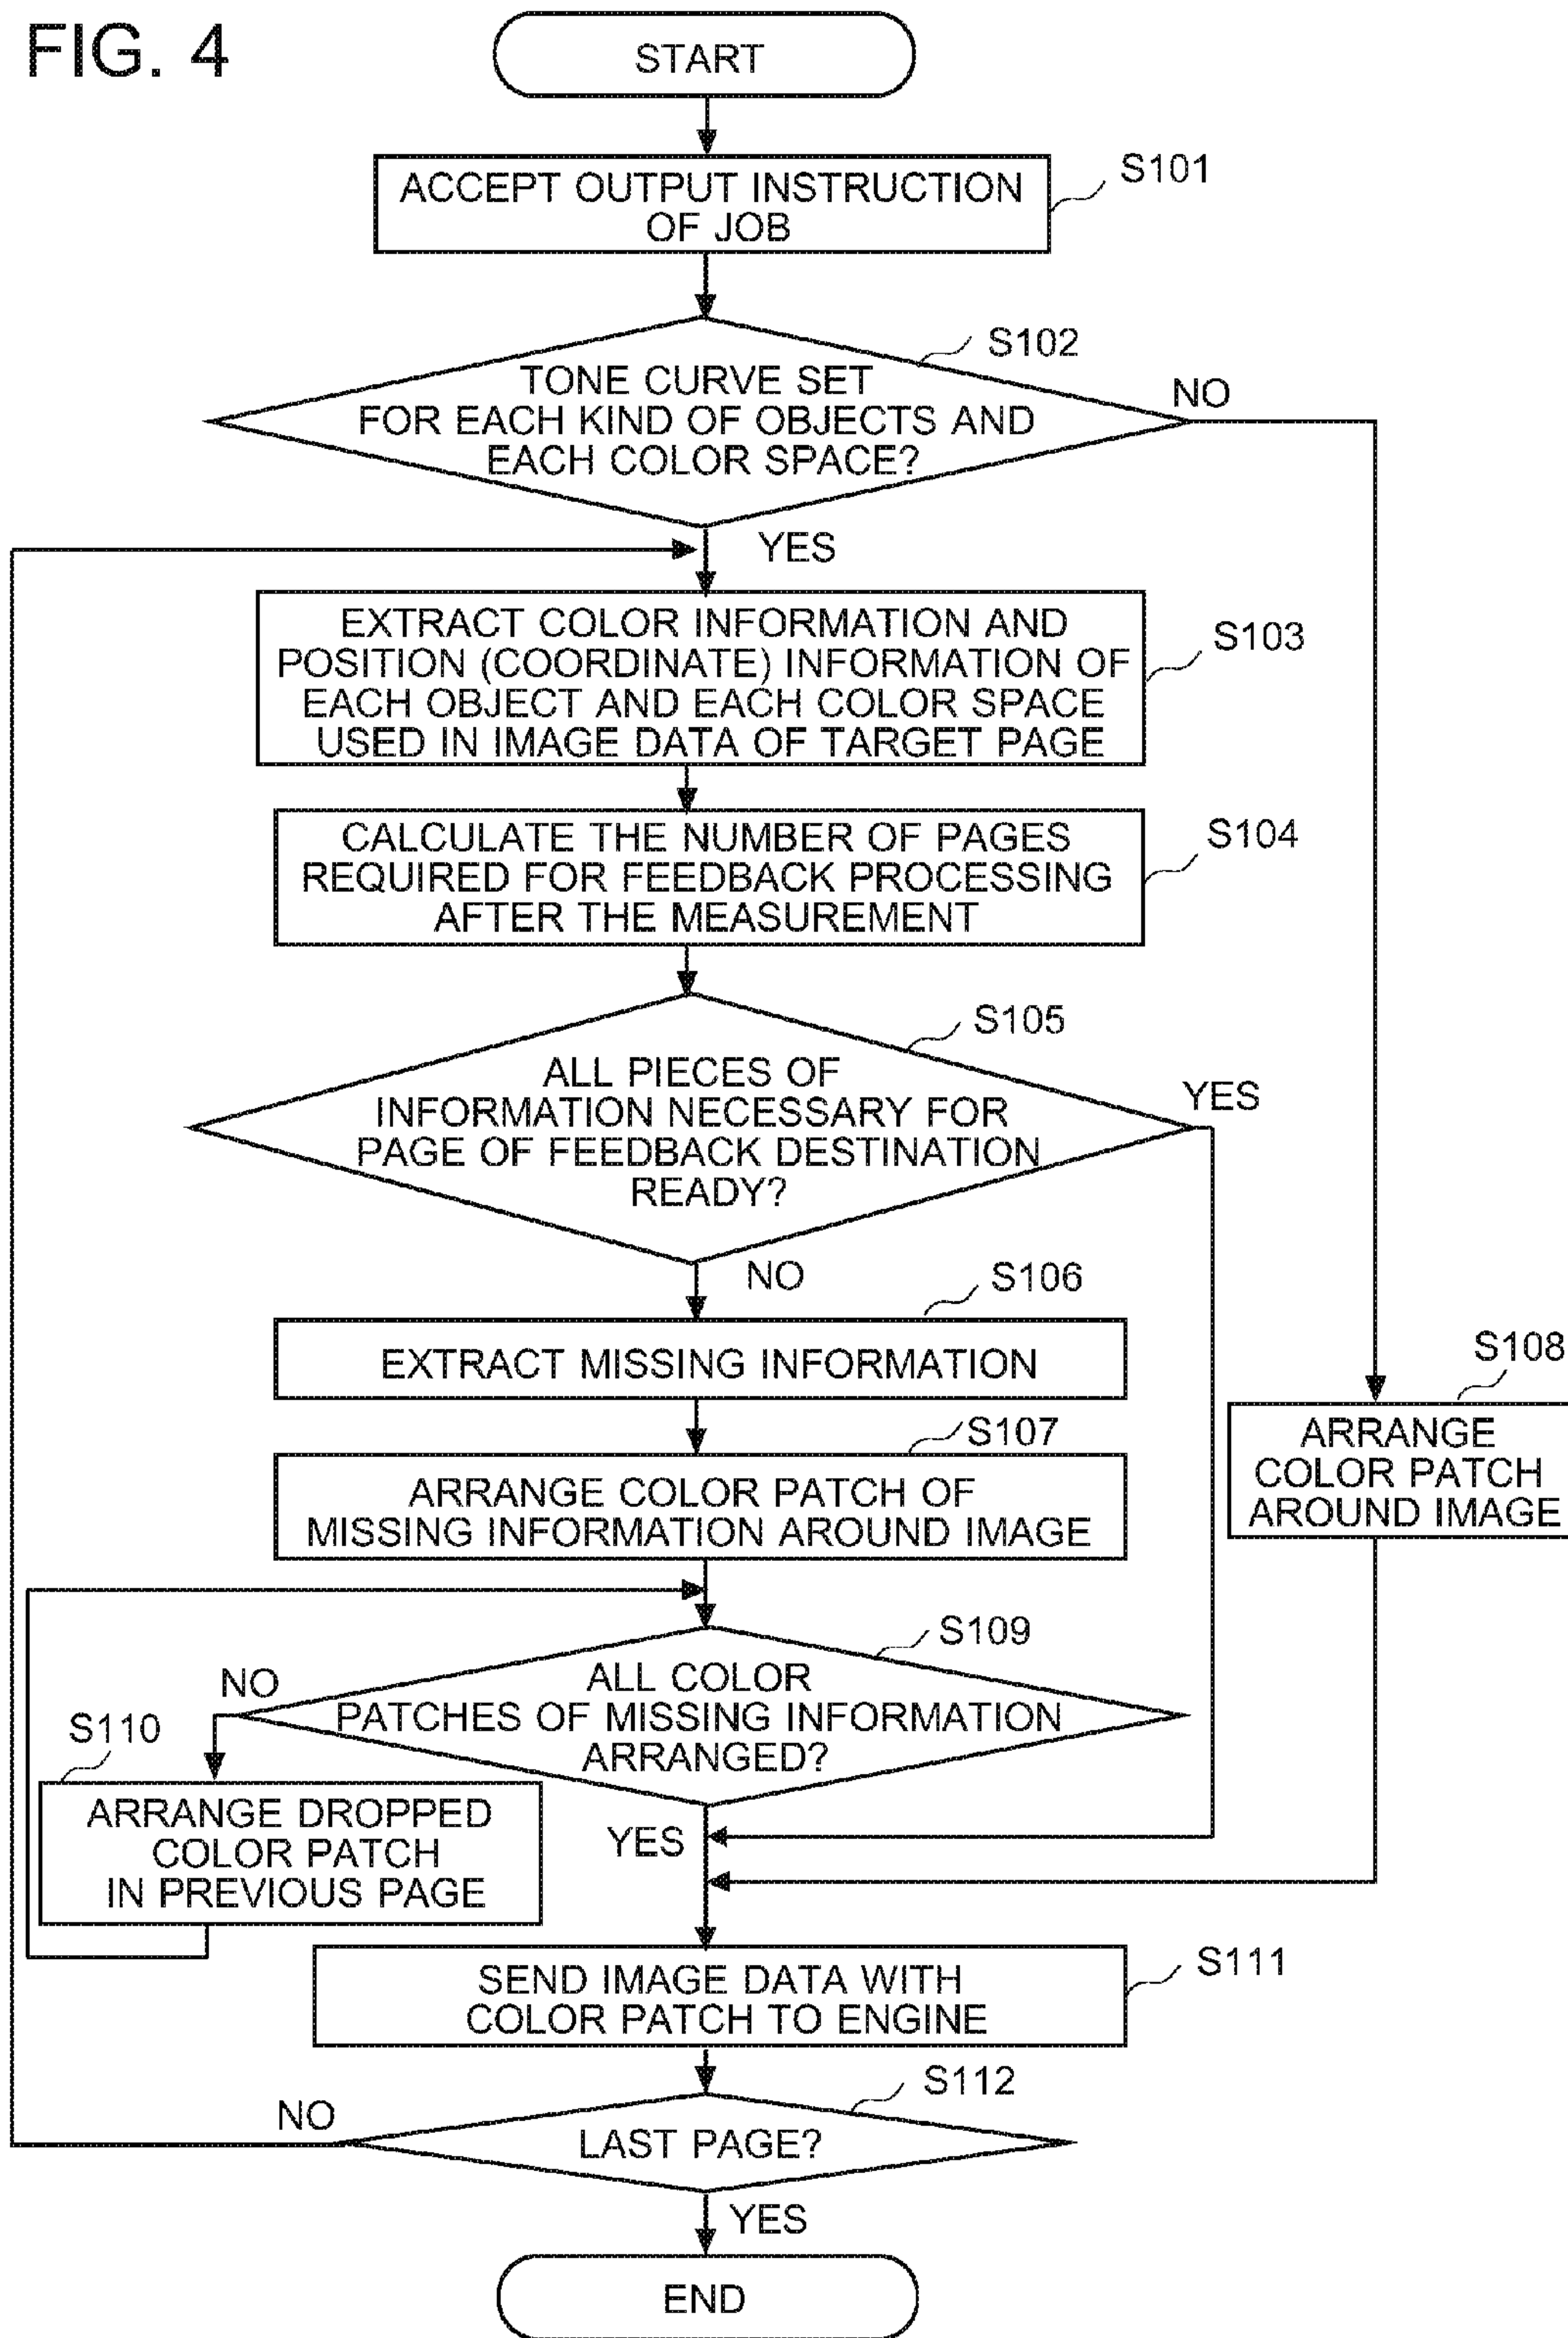 FIG. 4
START
ACCEPT OUTPUT INSTRUCTION
OF JOB
S101
TONE CURVE SET
FOR EACH KIND OF OBJECTS AND
EACH COLOR SPACE?
S102
NO
YES
EXTRACT COLOR INFORMATION AND
POSITION (COORDINATE) INFORMATION OF
EACH OBJECT AND EACH COLOR SPACE
USED IN IMAGE DATA OF TARGET PAGE
S103
CALCULATE THE NUMBER OF PAGES
REQUIRED FOR FEEDBACK PROCESSING
AFTER THE MEASUREMENT
S104
S105
ALL PIECES OF
INFORMATION NECESSARY FOR
PAGE OF FEEDBACK DESTINATION
READY?
YES
NO
S106
EXTRACT MISSING INFORMATION
S107
ARRANGE COLOR PATCH OF
MISSING INFORMATION AROUND IMAGE
S108
ARRANGE
COLOR PATCH
AROUND IMAGE
S109
ALL COLOR
PATCHES OF MISSING INFORMATION
ARRANGED?
NO
S110
ARRANGE DROPPED
COLOR PATCH
IN PREVIOUS PAGE
YES
SEND IMAGE DATA WITH
COLOR PATCH TO ENGINE
S111
S112
LAST PAGE?
NO
YES
END